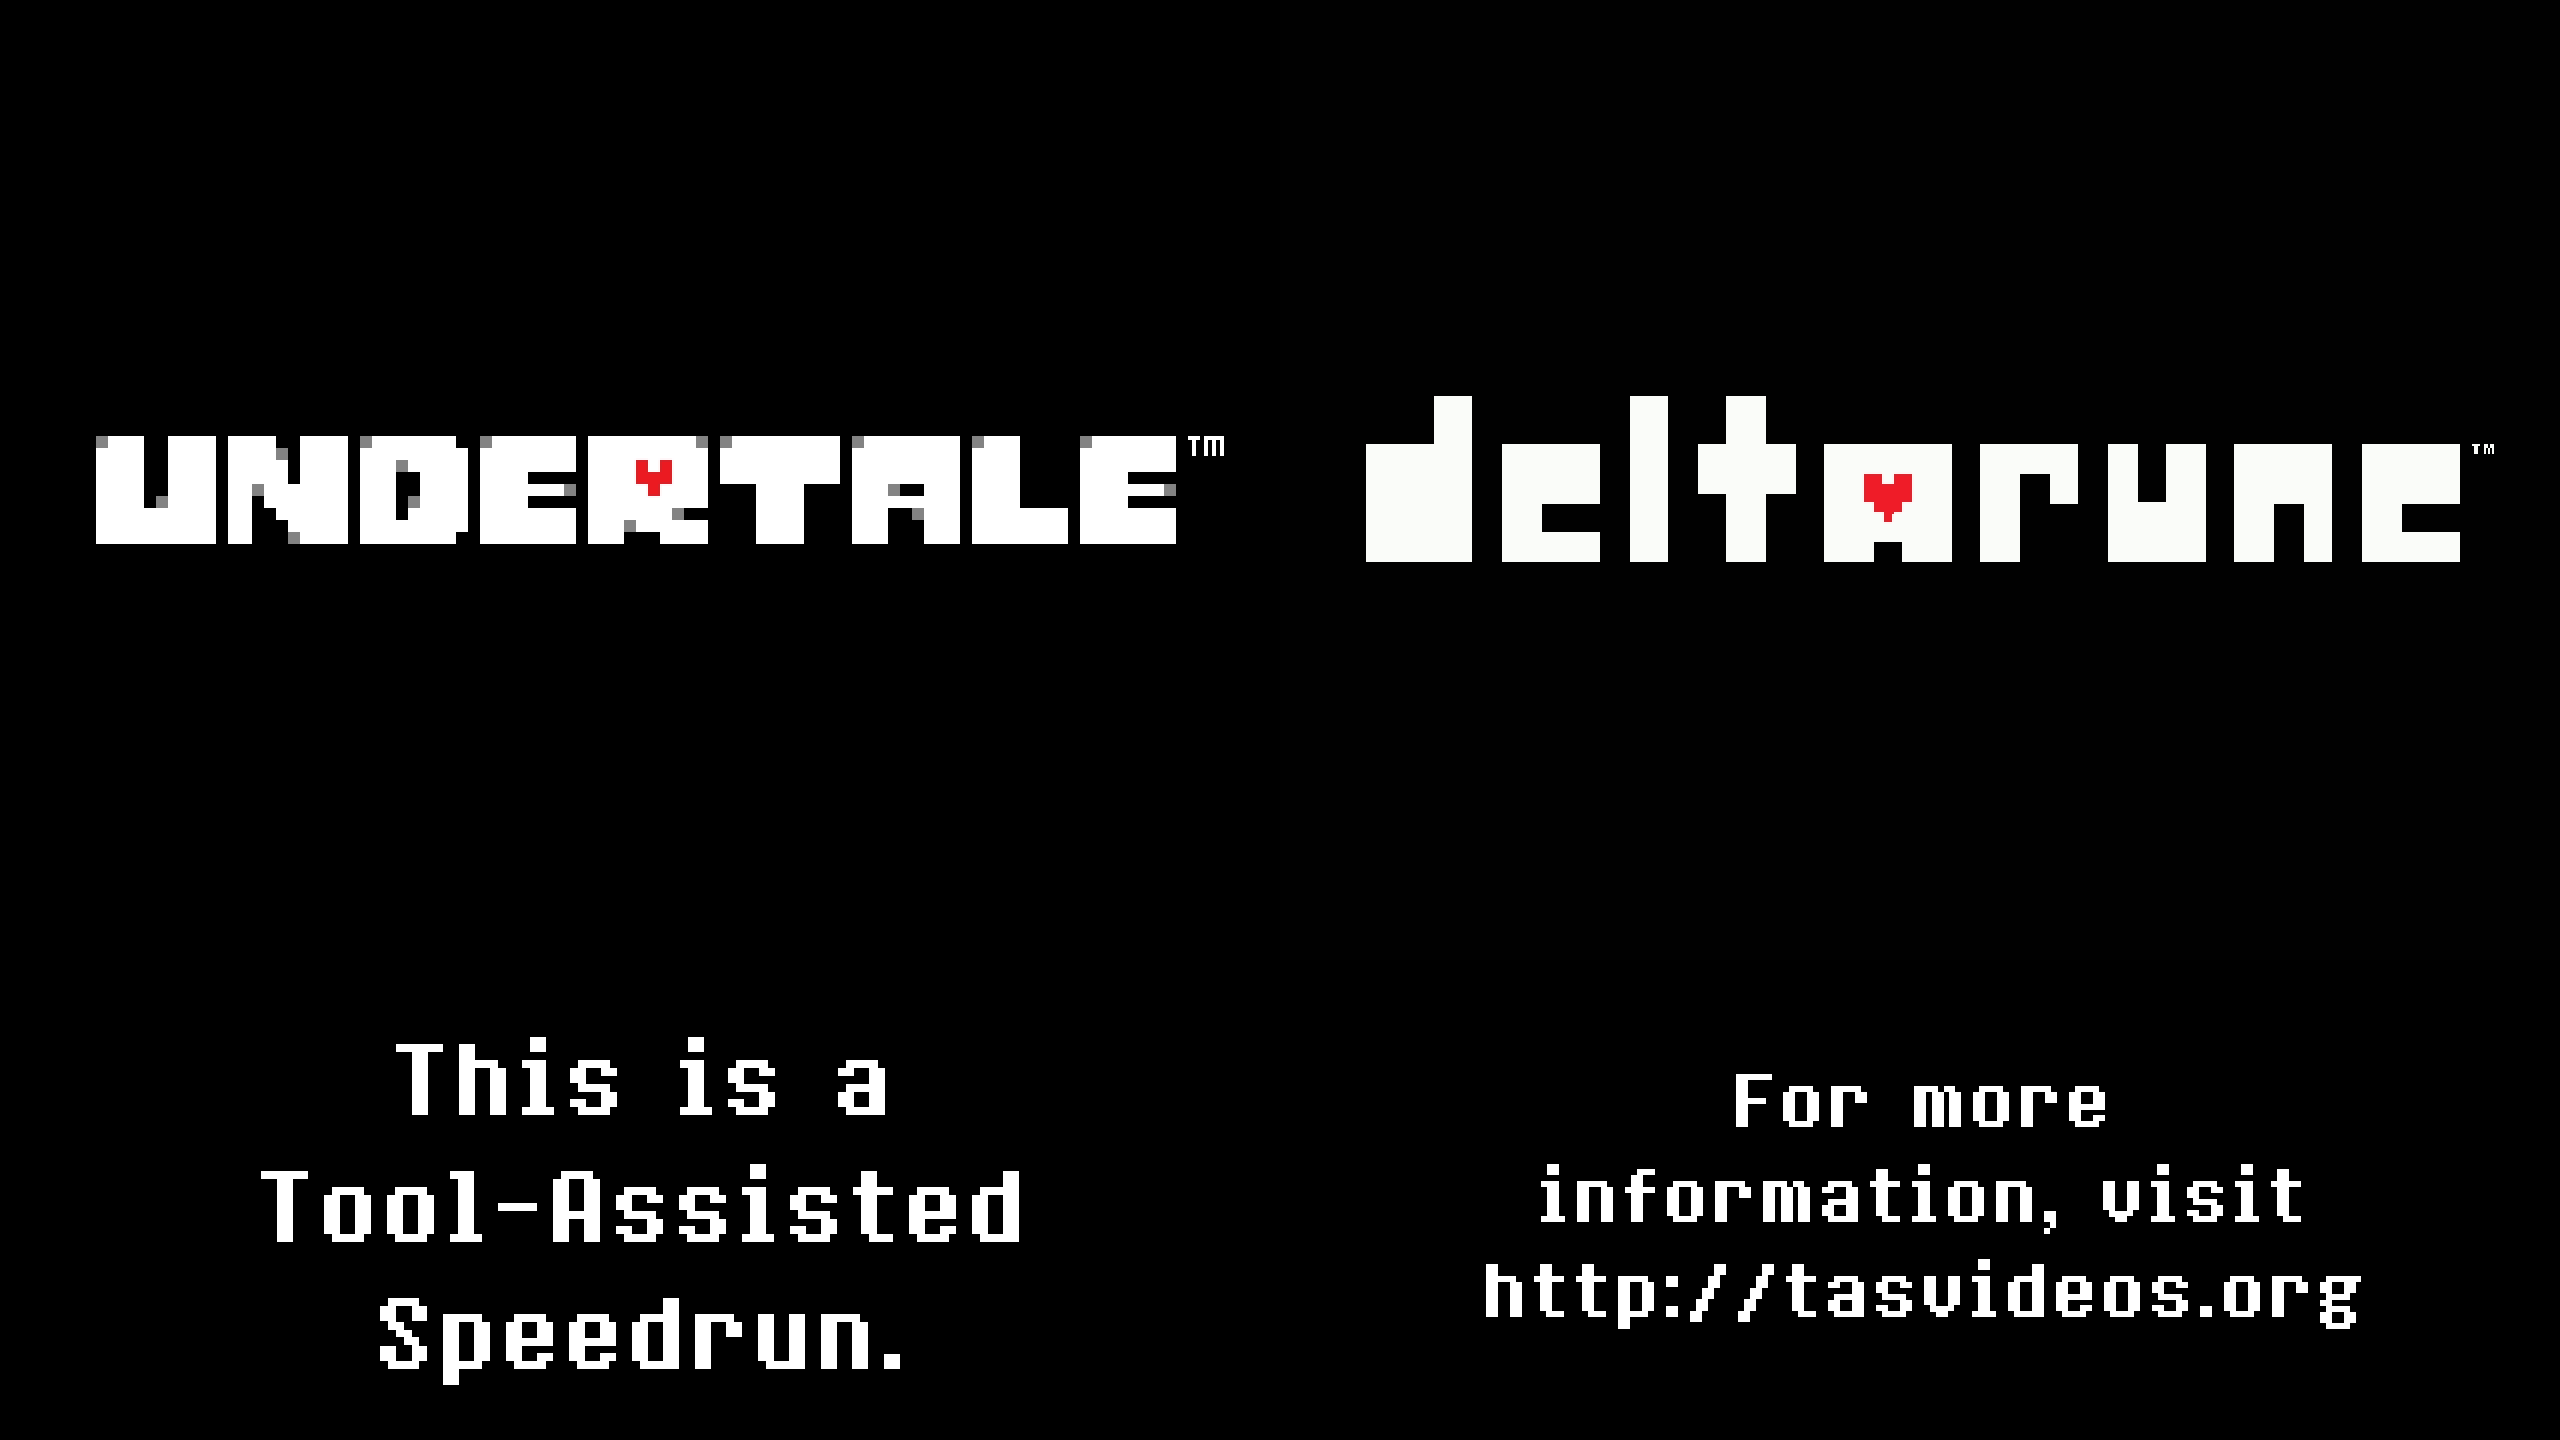 UNDERTALE™
deltarune™
This is a
Tool-Assisted
Speedrun.
For more
information, visit
http://tasvideos.org